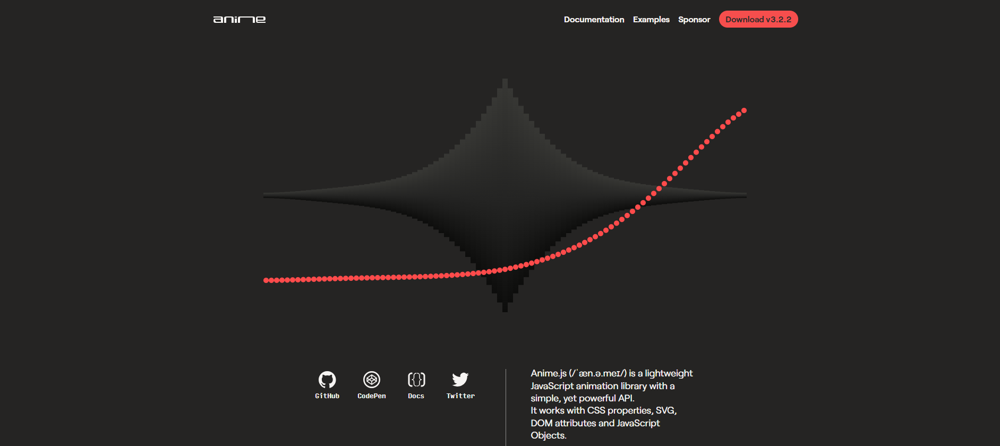 anime
Documentation Examples Sponsor Download v3.2.2
GitHub CodePen Docs Twitter
Anime.js (/ˈæn.ə.meɪ/) is a lightweight
JavaScript animation library with a
simple, yet powerful API.
It works with CSS properties, SVG,
DOM attributes and JavaScript
Objects.